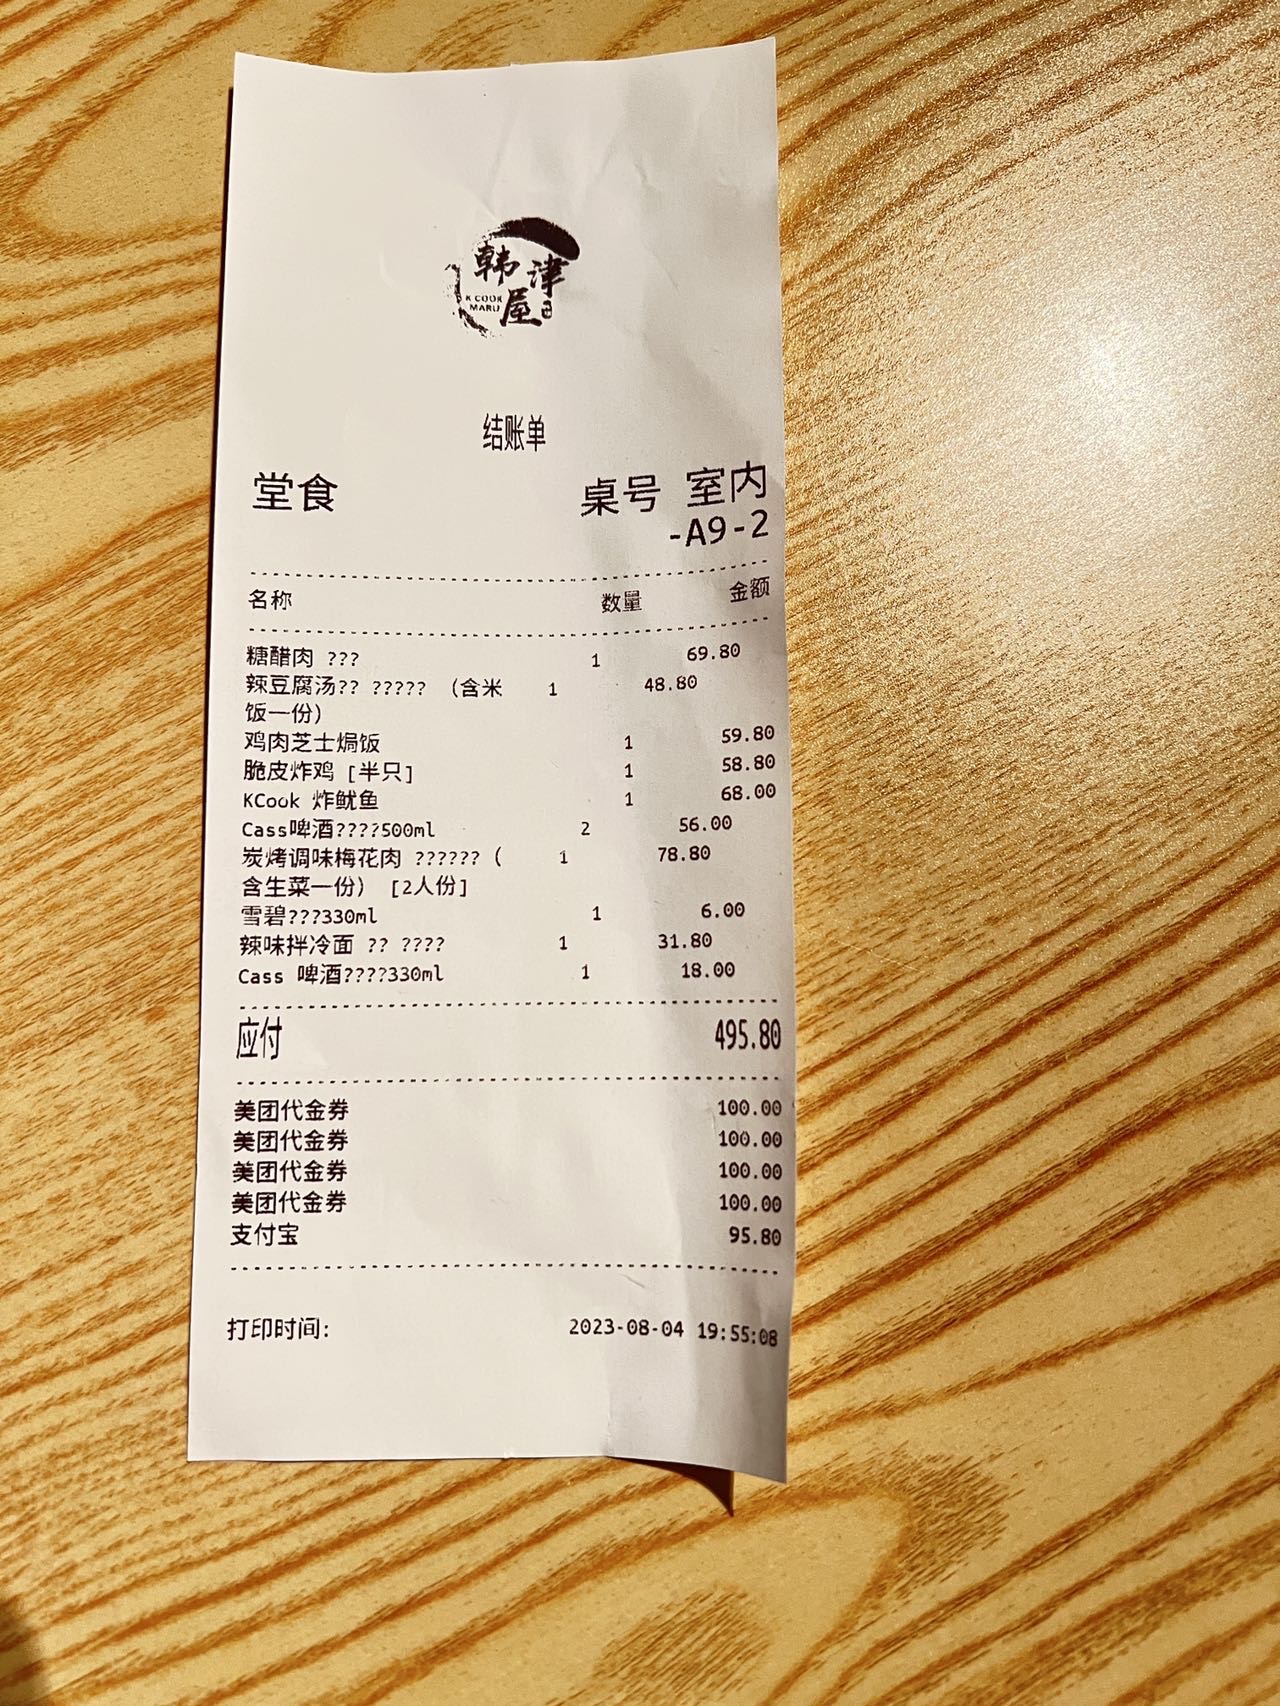 韩津屋
K COOK
MARU
结账单
堂食 桌号 室内
-A9-2
名称 数量 金额
糖醋肉 ??? 1 69.80
辣豆腐汤?? ????? （含米 1 48.80
饭一份）
鸡肉芝士焗饭 1 59.80
脆皮炸鸡 [半只] 1 58.80
KCook 炸鱿鱼 1 68.00
Cass啤酒????500ml 2 56.00
炭烤调味梅花肉 ??????（ 1 78.80
含生菜一份） [2人份]
雪碧???330ml 1 6.00
辣味拌冷面 ?? ???? 1 31.80
Cass 啤酒????330ml 1 18.00
应付 495.80
美团代金券 100.00
美团代金券 100.00
美团代金券 100.00
美团代金券 100.00
支付宝 95.80
打印时间: 2023-08-04 19:55:08